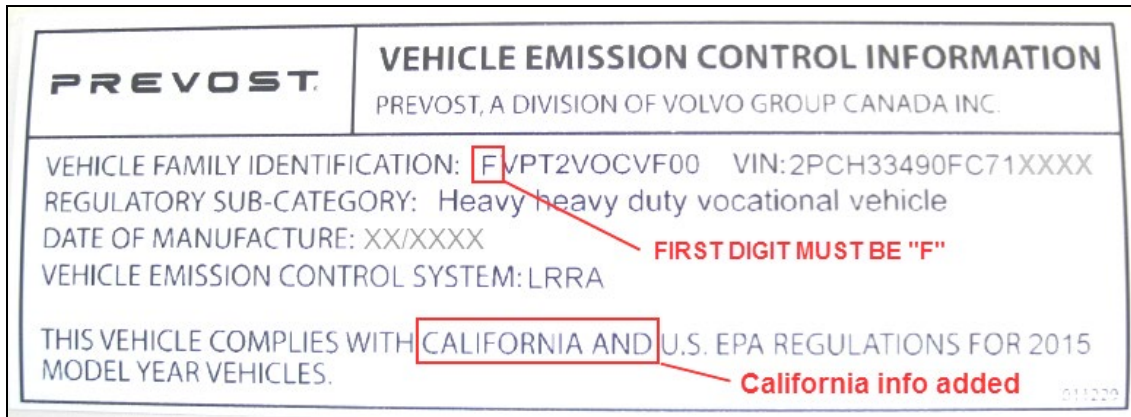 PREVOST
VEHICLE EMISSION CONTROL INFORMATION
PREVOST, A DIVISION OF VOLVO GROUP CANADA INC.
VEHICLE FAMILY IDENTIFICATION: FVPT2VOCVF00 VIN:2PCH33490FC71XXXX
REGULATORY SUB-CATEGORY: Heavy heavy duty vocational vehicle
DATE OF MANUFACTURE: XX/XXXX
FIRST DIGIT MUST BE "F"
VEHICLE EMISSION CONTROL SYSTEM: LRRA
THIS VEHICLE COMPLIES WITH CALIFORNIA AND U.S. EPA REGULATIONS FOR 2015
MODEL YEAR VEHICLES.
California info added
011229